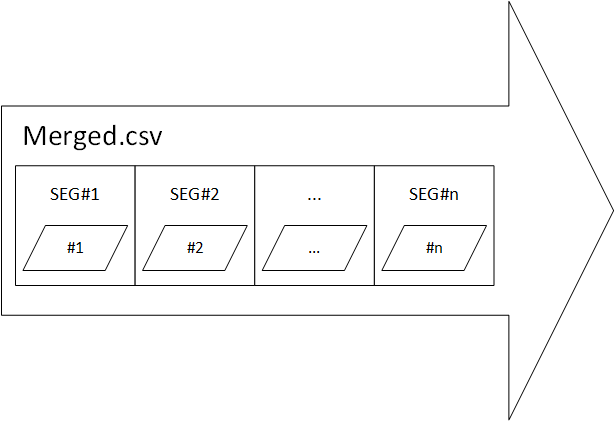 Merged.csv
SEG#1 SEG#2 ... SEG#n
#1 #2 ... #n